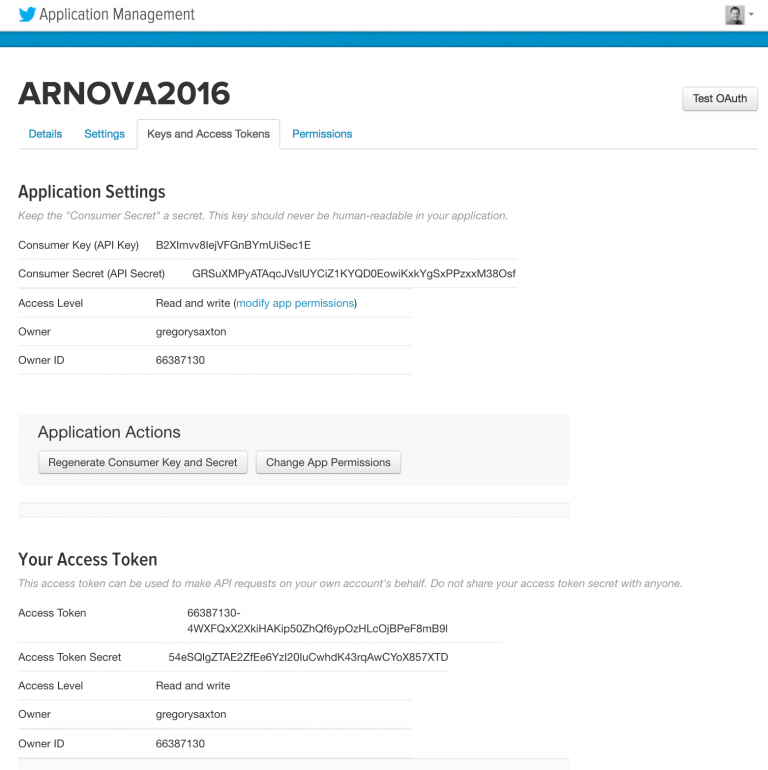 Application Management
ARNOVA2016
Test OAuth
Details Settings Keys and Access Tokens Permissions
Application Settings
Keep the "Consumer Secret" a secret. This key should never be human-readable in your application.
Consumer Key (API Key)
Consumer Secret (API Secret)
Access Level Read and write (modify app permissions)
Owner gregorysaxton
Owner ID 66387130
Application Actions
Regenerate Consumer Key and Secret Change App Permissions
Your Access Token
This access token can be used to make API requests on your own account's behalf. Do not share your access token secret with anyone.
Access Token 66387130-
Access Token Secret
Access Level Read and write
Owner gregorysaxton
Owner ID 66387130